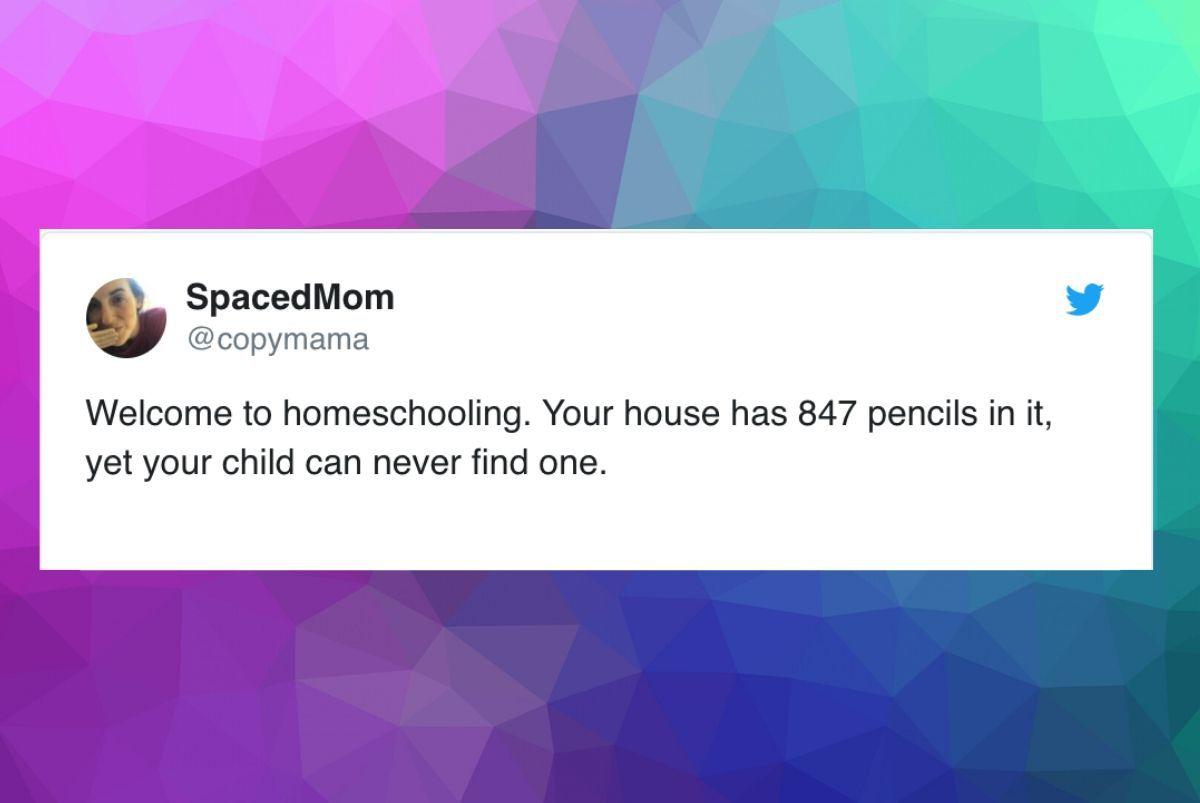 SpacedMom
@copymama
Welcome to homeschooling. Your house has 847 pencils in it,
yet your child can never find one.